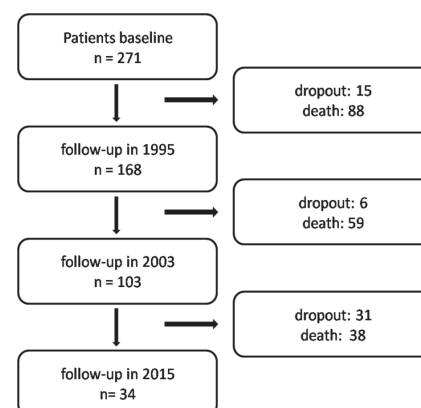 Patients baseline
n = 271
dropout: 15
death: 88
follow-up in 1995
n = 168
dropout: 6
death: 59
follow-up in 2003
n = 103
dropout: 31
death:  38
follow-up in 2015
n= 34